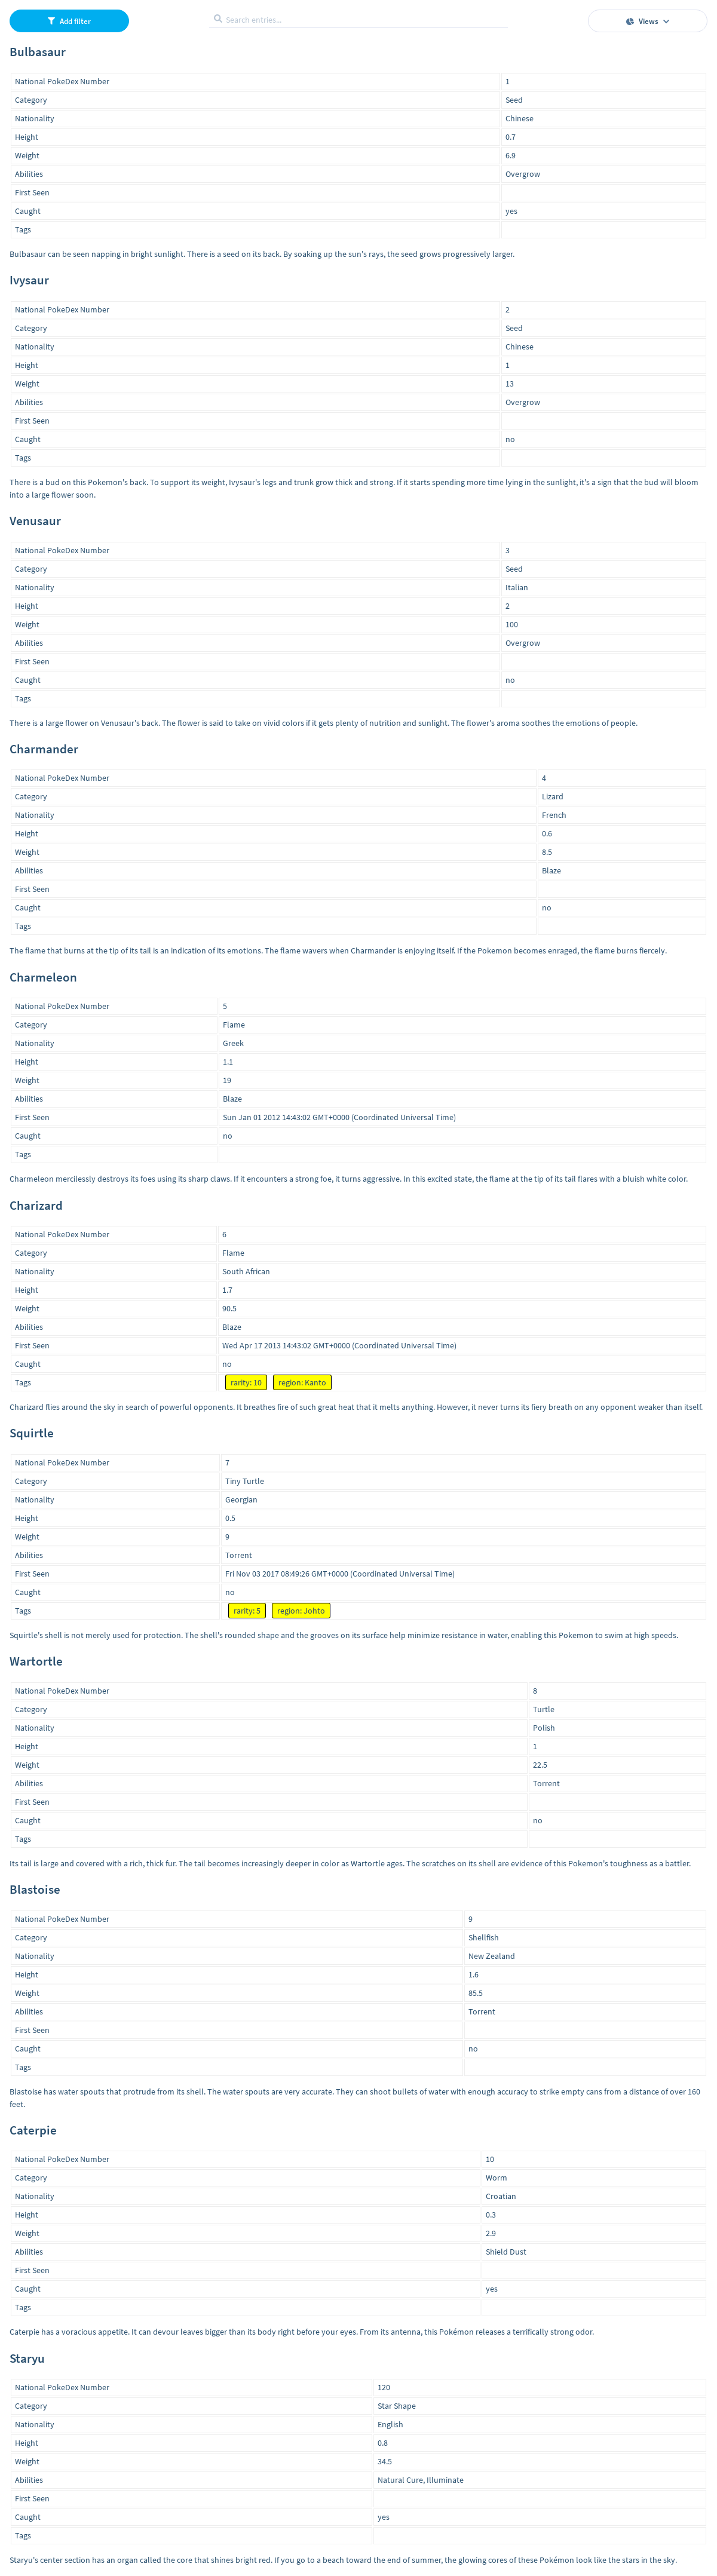 Add filter
Search entries...
Views
Bulbasaur
National PokeDex Number 1
Category Seed
Nationality Chinese
Height 0.7
Weight 6.9
Abilities Overgrow
First Seen
Caught yes
Tags
Bulbasaur can be seen napping in bright sunlight. There is a seed on its back. By soaking up the sun's rays, the seed grows progressively larger.
Ivysaur
National PokeDex Number 2
Category Seed
Nationality Chinese
Height 1
Weight 13
Abilities Overgrow
First Seen
Caught no
Tags
There is a bud on this Pokemon's back. To support its weight, Ivysaur's legs and trunk grow thick and strong. If it starts spending more time lying in the sunlight, it's a sign that the bud will bloom
into a large flower soon.
Venusaur
National PokeDex Number 3
Category Seed
Nationality Italian
Height 2
Weight 100
Abilities Overgrow
First Seen
Caught no
Tags
There is a large flower on Venusaur's back. The flower is said to take on vivid colors if it gets plenty of nutrition and sunlight. The flower's aroma soothes the emotions of people.
Charmander
National PokeDex Number 4
Category Lizard
Nationality French
Height 0.6
Weight 8.5
Abilities Blaze
First Seen
Caught no
Tags
The flame that burns at the tip of its tail is an indication of its emotions. The flame wavers when Charmander is enjoying itself. If the Pokemon becomes enraged, the flame burns fiercely.
Charmeleon
National PokeDex Number 5
Category Flame
Nationality Greek
Height 1.1
Weight 19
Abilities Blaze
First Seen Sun Jan 01 2012 14:43:02 GMT+0000 (Coordinated Universal Time)
Caught no
Tags
Charmeleon mercilessly destroys its foes using its sharp claws. If it encounters a strong foe, it turns aggressive. In this excited state, the flame at the tip of its tail flares with a bluish white color.
Charizard
National PokeDex Number 6
Category Flame
Nationality South African
Height 1.7
Weight 90.5
Abilities Blaze
First Seen Wed Apr 17 2013 14:43:02 GMT+0000 (Coordinated Universal Time)
Caught no
Tags rarity: 10 region: Kanto
Charizard flies around the sky in search of powerful opponents. It breathes fire of such great heat that it melts anything. However, it never turns its fiery breath on any opponent weaker than itself.
Squirtle
National PokeDex Number 7
Category Tiny Turtle
Nationality Georgian
Height 0.5
Weight 9
Abilities Torrent
First Seen Fri Nov 03 2017 08:49:26 GMT+0000 (Coordinated Universal Time)
Caught no
Tags rarity: 5 region: Johto
Squirtle's shell is not merely used for protection. The shell's rounded shape and the grooves on its surface help minimize resistance in water, enabling this Pokemon to swim at high speeds.
Wartortle
National PokeDex Number 8
Category Turtle
Nationality Polish
Height 1
Weight 22.5
Abilities Torrent
First Seen
Caught no
Tags
Its tail is large and covered with a rich, thick fur. The tail becomes increasingly deeper in color as Wartortle ages. The scratches on its shell are evidence of this Pokemon's toughness as a battler.
Blastoise
National PokeDex Number 9
Category Shellfish
Nationality New Zealand
Height 1.6
Weight 85.5
Abilities Torrent
First Seen
Caught no
Tags
Blastoise has water spouts that protrude from its shell. The water spouts are very accurate. They can shoot bullets of water with enough accuracy to strike empty cans from a distance of over 160
feet.
Caterpie
National PokeDex Number 10
Category Worm
Nationality Croatian
Height 0.3
Weight 2.9
Abilities Shield Dust
First Seen
Caught yes
Tags
Caterpie has a voracious appetite. It can devour leaves bigger than its body right before your eyes. From its antenna, this Pokémon releases a terrifically strong odor.
Staryu
National PokeDex Number 120
Category Star Shape
Nationality English
Height 0.8
Weight 34.5
Abilities Natural Cure, Illuminate
First Seen
Caught yes
Tags
Staryu's center section has an organ called the core that shines bright red. If you go to a beach toward the end of summer, the glowing cores of these Pokémon look like the stars in the sky.